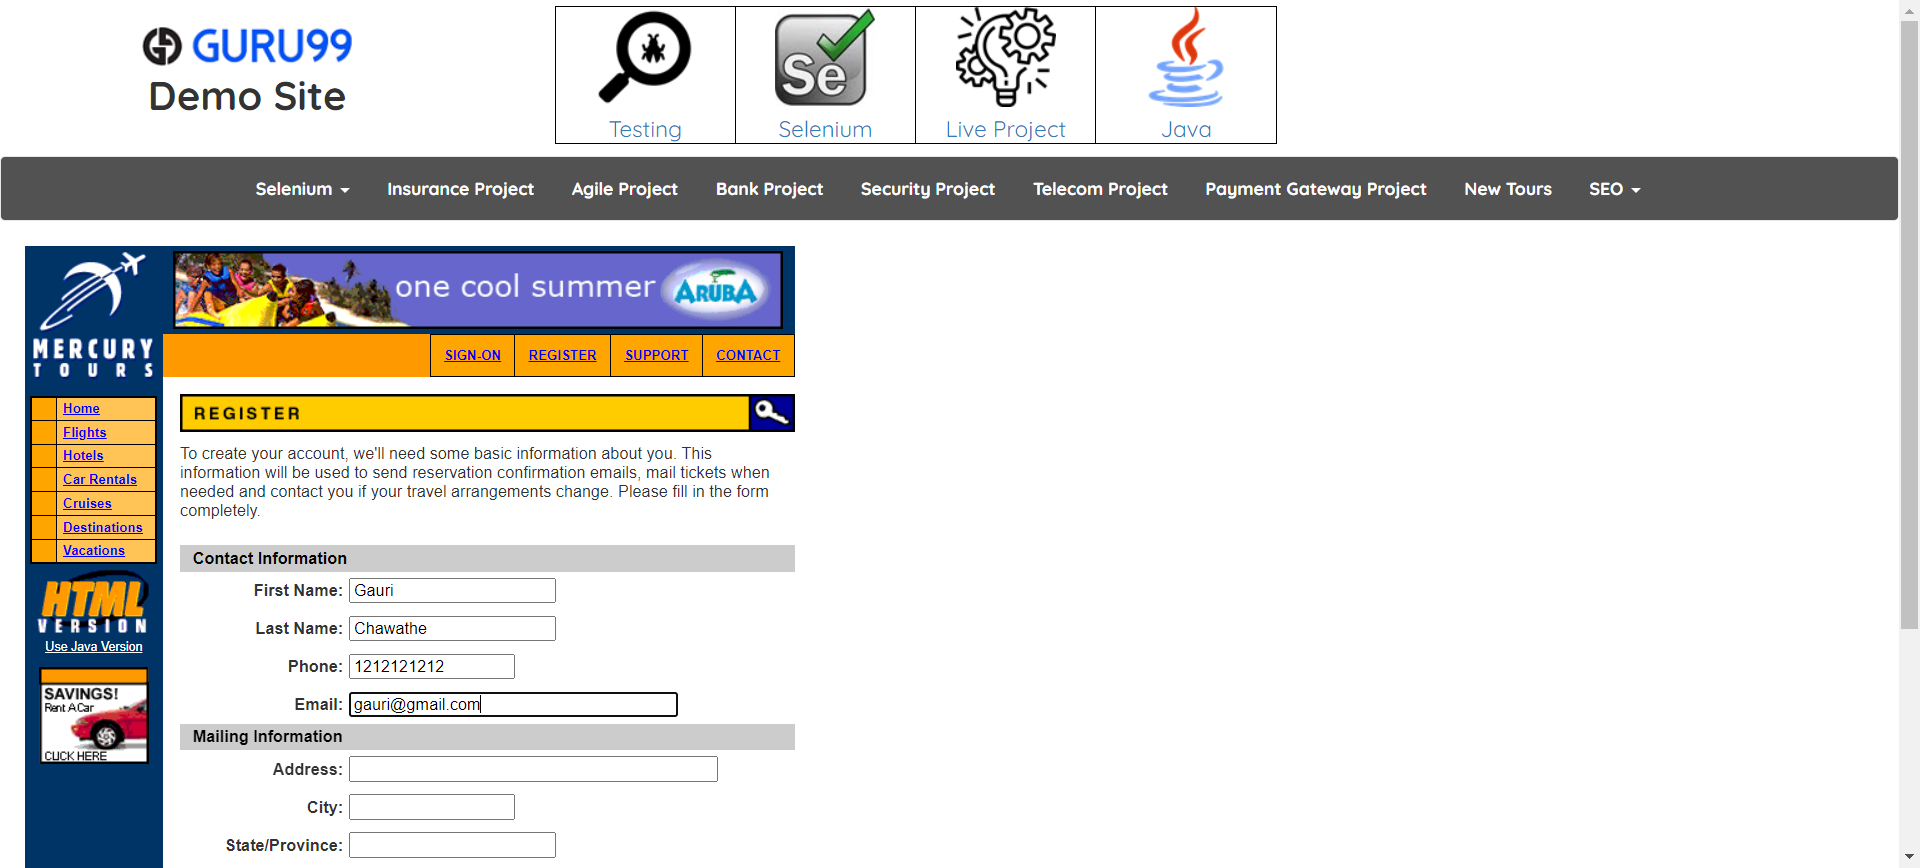 GURU99
Demo Site
Testing
Selenium
Live Project
Java
Selenium
Insurance Project
Agile Project
Bank Project
Security Project
Telecom Project
Payment Gateway Project
New Tours
SEO
MERCURY
TOURS
one cool summer
ARUBA
SIGN-ON
REGISTER
SUPPORT
CONTACT
Home
Flights
Hotels
Car Rentals
Cruises
Destinations
Vacations
HTML
VERSION
Use Java Version
SAVINGS!
Rent A Car
CLICK HERE
REGISTER
To create your account, we'll need some basic information about you. This
information will be used to send reservation confirmation emails, mail tickets when
needed and contact you if your travel arrangements change. Please fill in the form
completely.
Contact Information
First Name: Gauri
Last Name: Chawathe
Phone: 1212121212
Email: gauri@gmail.com
Mailing Information
Address:
City:
State/Province: